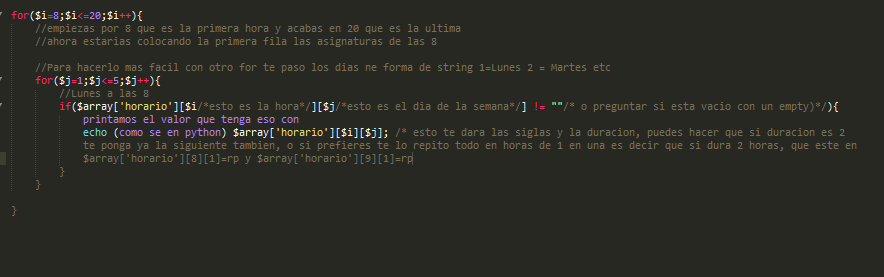 for($i=8;$i<=20;$i++){
//empiezas por 8 que es la primera hora y acabas en 20 que es la ultima
//ahora estarias colocando la primera fila las asignaturas de las 8
//Para hacerlo mas facil con otro for te paso los dias ne forma de string 1=Lunes 2 = Martes etc
for($j=1;$j<=5;$j++){
//Lunes a las 8
if($array['horario'][$i/*esto es la hora*/][$j/*esto es el dia de la semana*/] != ""/* o preguntar si esta vacio con un empty)*/){
printamos el valor que tenga eso con
echo (como se en python) $array['horario'][$i][$j]; /* esto te dara las siglas y la duracion, puedes hacer que si duracion es 2
te ponga ya la siguiente tambien, o si prefieres te lo repito todo en horas de 1 en una es decir que si dura 2 horas, que este en
$array['horario'][8][1]=rp y $array['horario'][9][1]=rp
}
}
}